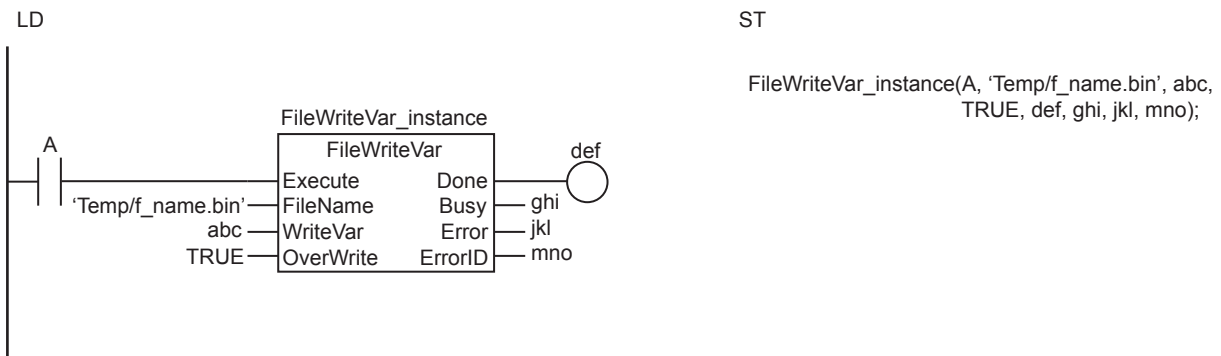 LD
ST
FileWriteVar_instance(A, ‘Temp/f_name.bin’, abc,
TRUE, def, ghi, jkl, mno);
FileWriteVar_instance
A
FileWriteVar
def
Execute Done
‘Temp/f_name.bin’ FileName Busy ghi
abc WriteVar Error jkl
TRUE OverWrite ErrorID mno